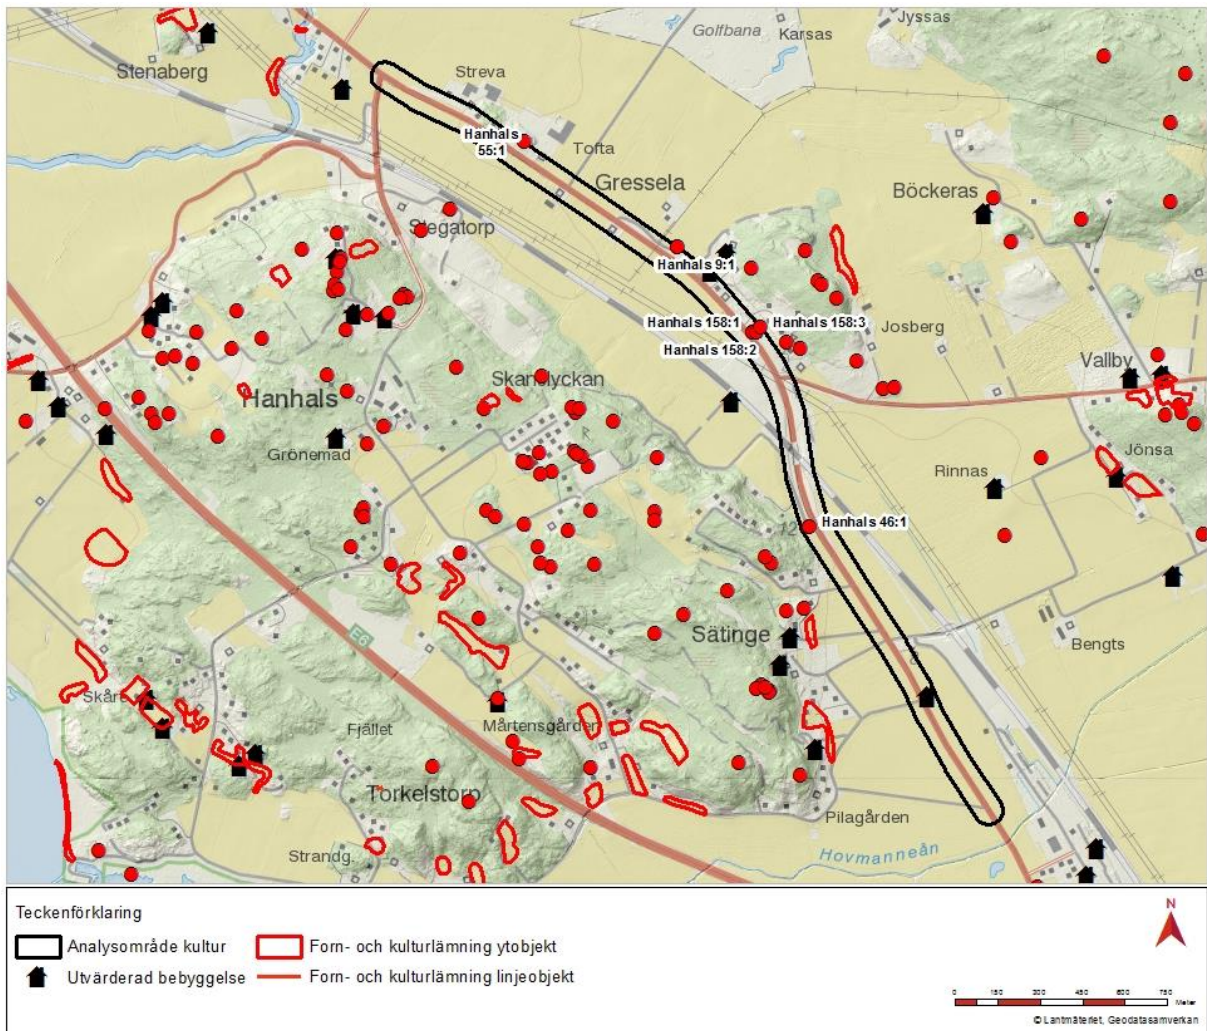 Golfbana
Karsas
Jyssas
Stenaberg
Streva
Hanhals
55:1
Tofta
Gressela
Böckeras
Stegatorp
Hanhals 9:1
Hanhals 158:1
Hanhals 158:3
Hanhals 158:2
Josberg
Vallby
Skanslyckan
Hanhals
Grönemad
Rinnas
Jönsa
12
Hanhals 46:1
E6
Sätinge
Bengts
Skåre
Mårtensgården
Fjället
Torkelstorp
Pilagården
Strandg.
Hovmanneån
Teckenförklaring
Analysområde kultur
Forn- och kulturlämning ytobjekt
Utvärderad bebyggelse
Forn- och kulturlämning linjeobjekt
N
0 150 300 450 600 750
Meter
© Lantmäteriet, Geodatasamverkan